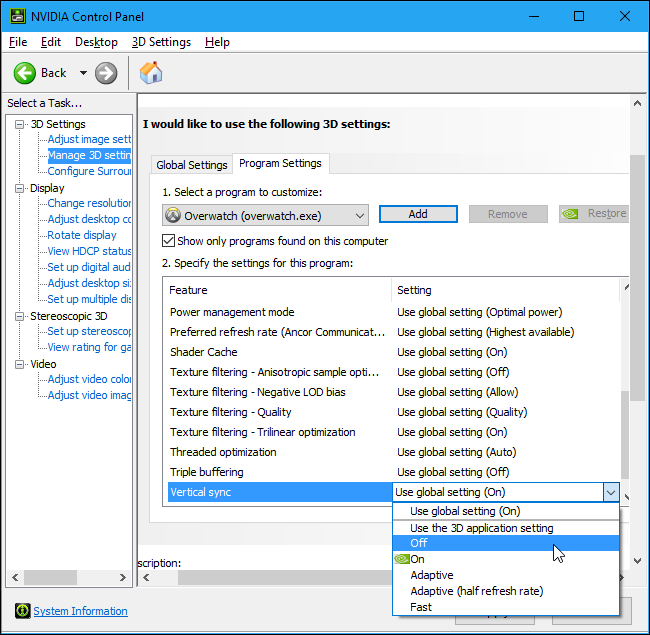 NVIDIA Control Panel
File Edit Desktop 3D Settings Help
Back
Select a Task...
3D Settings
Adjust image sett
Manage 3D settin
Configure Surrou
Display
Change resolution
Adjust desktop co
Rotate display
View HDCP status
Set up digital aud
Adjust desktop si
Set up multiple dis
Stereoscopic 3D
Set up stereoscop
View rating for ga
Video
Adjust video colo
Adjust video imag
System Information
I would like to use the following 3D settings:
Global Settings Program Settings
1. Select a program to customize:
Overwatch (overwatch.exe) Add Remove Restore
Show only programs found on this computer
2. Specify the settings for this program:
Feature Setting
Power management mode Use global setting (Optimal power)
Preferred refresh rate (Ancor Communicat... Use global setting (Highest available)
Shader Cache Use global setting (On)
Texture filtering - Anisotropic sample opti... Use global setting (Off)
Texture filtering - Negative LOD bias Use global setting (Allow)
Texture filtering - Quality Use global setting (Quality)
Texture filtering - Trilinear optimization Use global setting (On)
Threaded optimization Use global setting (Auto)
Triple buffering Use global setting (Off)
Vertical sync Use global setting (On)
Use global setting (On)
Use the 3D application setting
Off
On
Adaptive
Adaptive (half refresh rate)
Fast
scription: